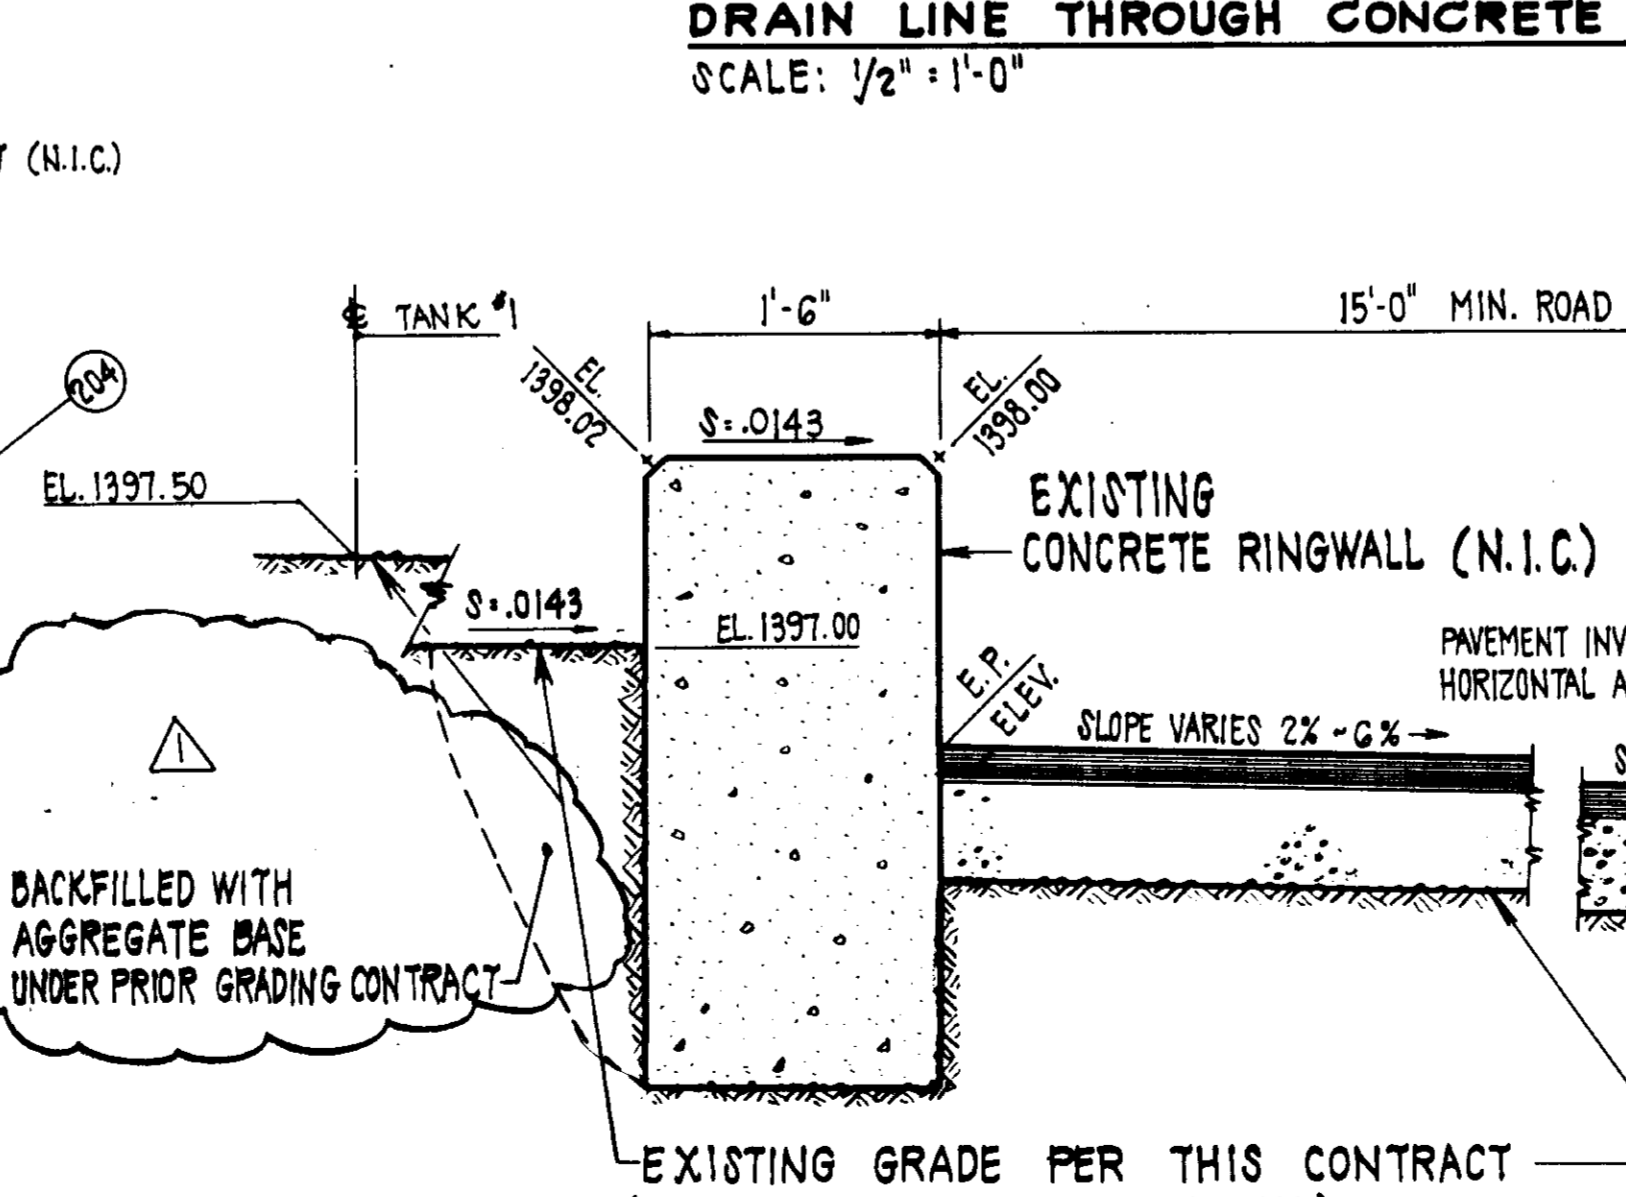 DRAIN LINE THROUGH CONCRETE
SCALE: 1/2" = 1'-0"
(N.I.C.)
℄ TANK #1
1'-6"
15'-0" MIN. ROAD
204
EL.
1398.02
EL.
1398.00
S=.0143
EL. 1397.50
EXISTING
CONCRETE RINGWALL (N.I.C.)
S=.0143
EL. 1397.00
E.P.
ELEV.
PAVEMENT INV
HORIZONTAL A
SLOPE VARIES 2% ~ 6%
S
1
BACKFILLED WITH
AGGREGATE BASE
UNDER PRIOR GRADING CONTRACT
EXISTING GRADE PER THIS CONTRACT